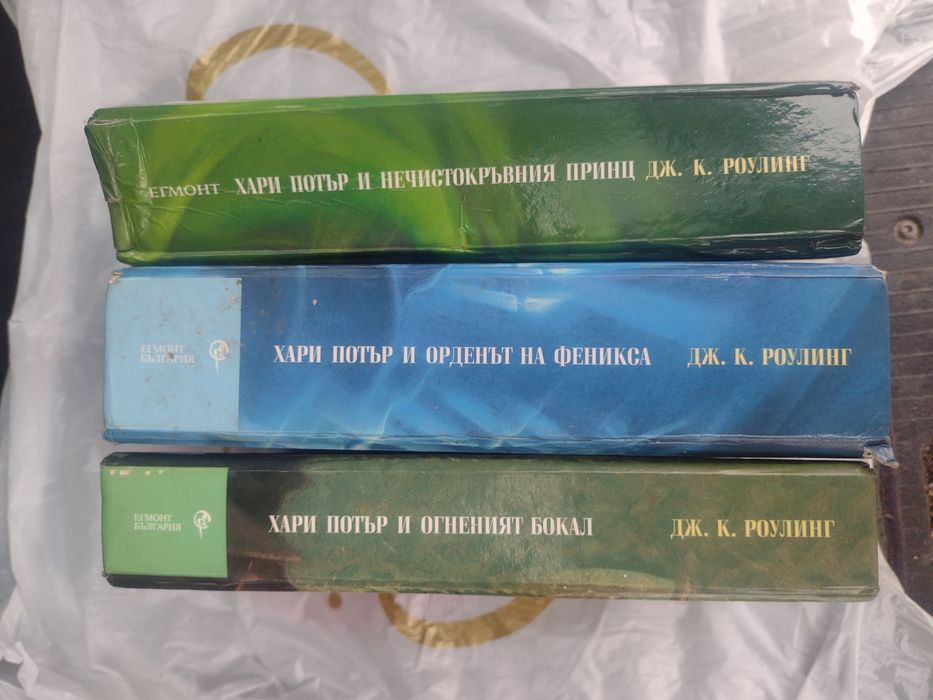 ЕГМОНТ ХАРИ ПОТЪР И НЕЧИСТОКРЪВНИЯ ПРИНЦ ДЖ. К. РОУЛИНГ
ЕГМОНТ
БЪЛГАРИЯ
ХАРИ ПОТЪР И ОРДЕНЪТ НА ФЕНИКСА ДЖ. К. РОУЛИНГ
ЕГМОНТ
БЪЛГАРИЯ
ХАРИ ПОТЪР И ОГНЕНИЯТ БОКАЛ ДЖ. К. РОУЛИНГ